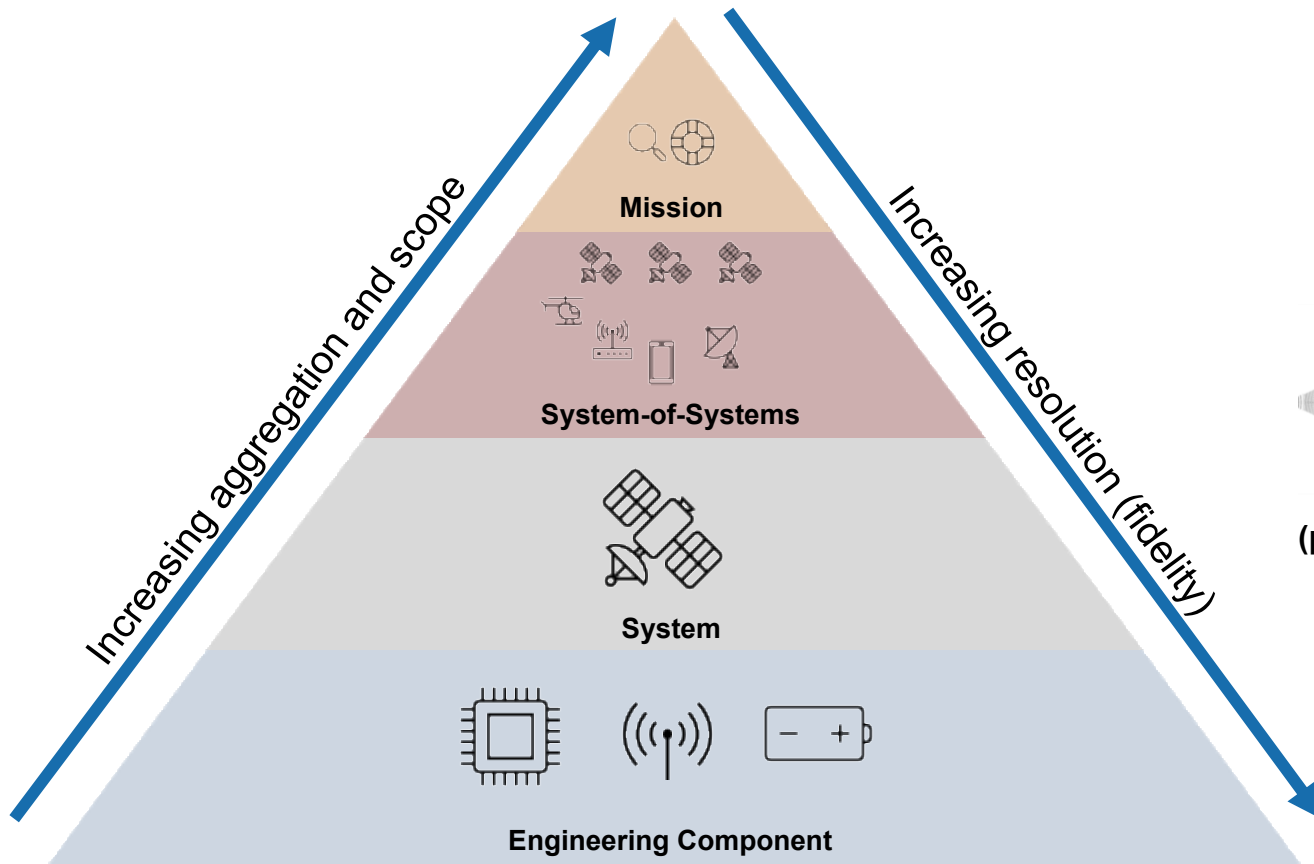 Increasing aggregation and scope
Increasing resolution (fidelity)
Mission
System-of-Systems
System
Engineering Component